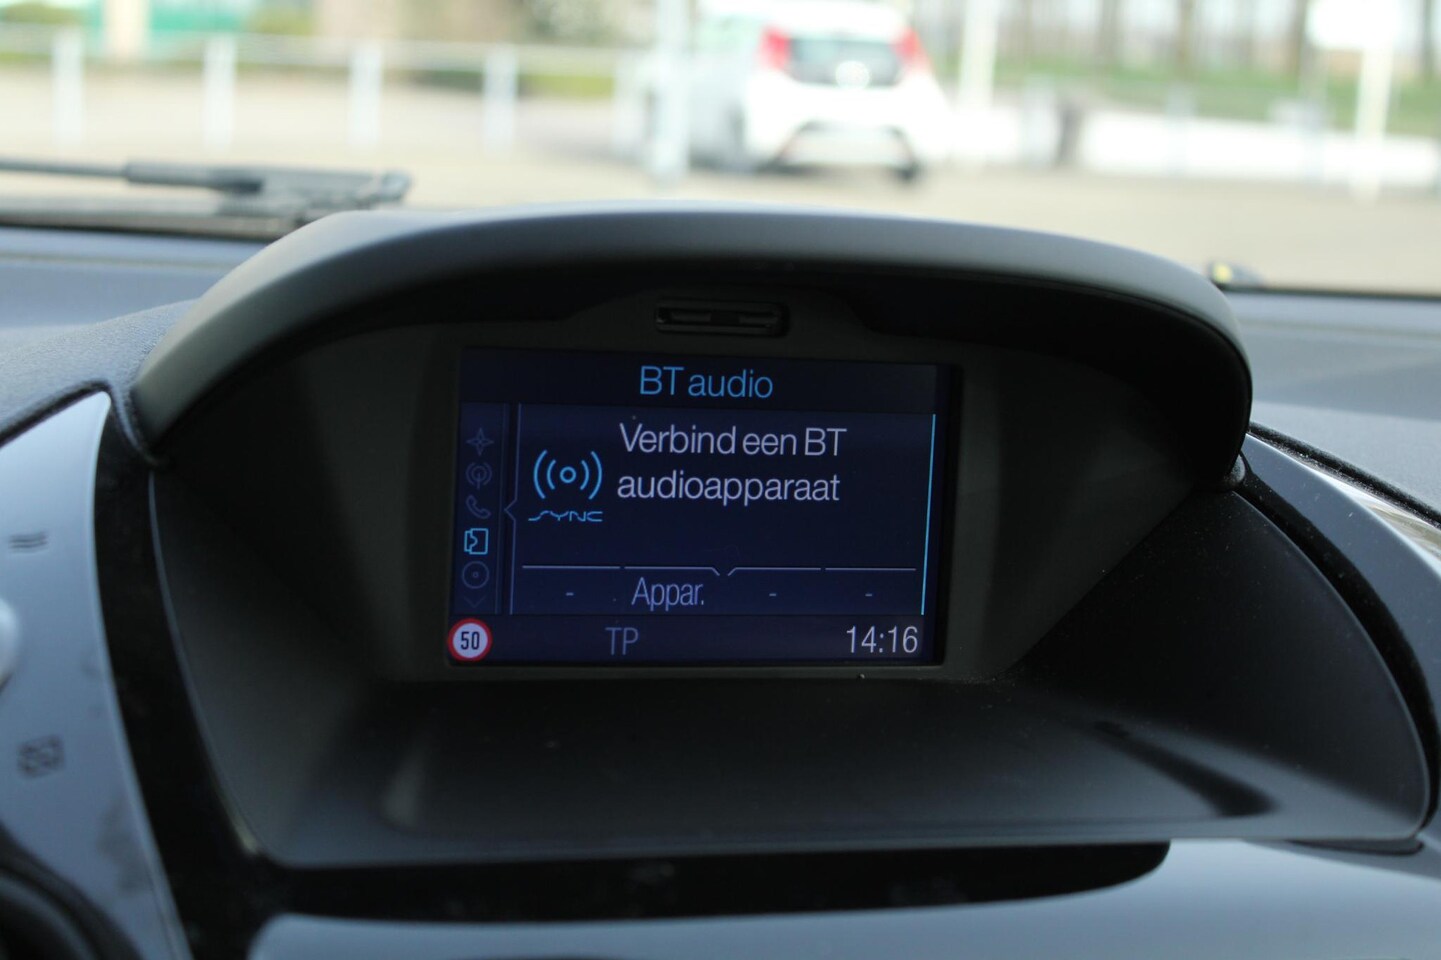 BT audio
Verbind een BT
audioapparaat
SYNC
- Appar. - -
50 TP 14:16